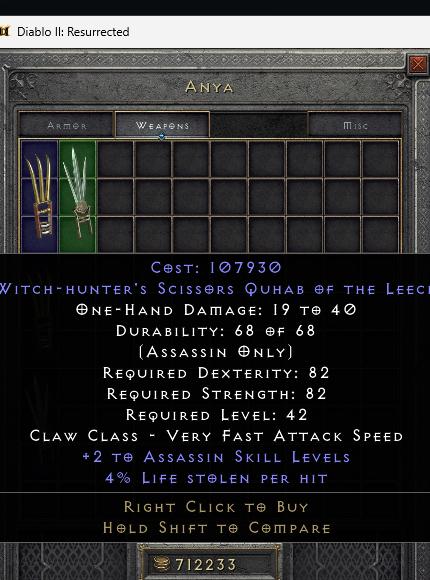 Diablo II: Resurrected
Anya
Armor
Weapons
Misc
Cost: 107930
Witch-hunter's Scissors Quhab of the Leech
One-Hand Damage: 19 to 40
Durability: 68 of 68
(Assassin Only)
Required Dexterity: 82
Required Strength: 82
Required Level: 42
Claw Class - Very Fast Attack Speed
+2 to Assassin Skill Levels
4% Life stolen per hit
Right Click to Buy
Hold Shift to Compare
712233